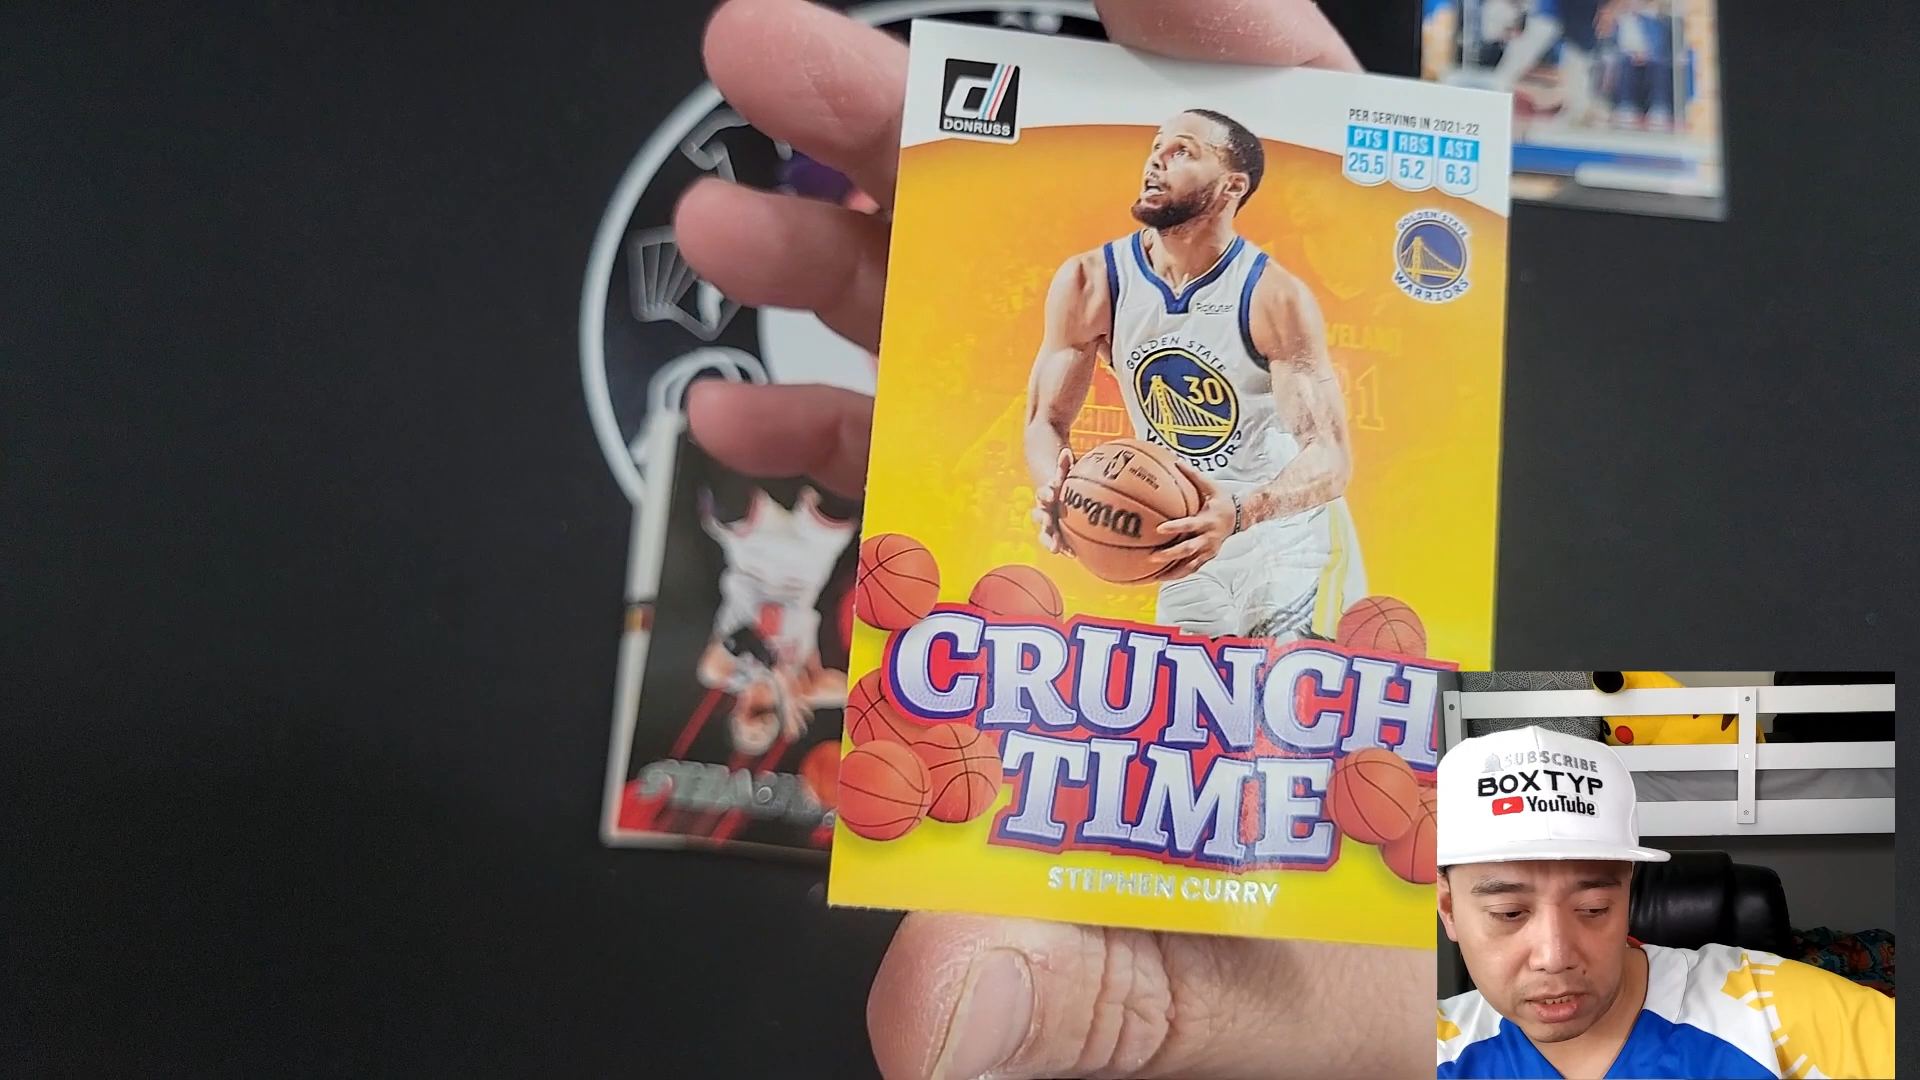 DONRUSS
PER SERVING IN 2021-22
PTS RBS AST
25.5 5.2 6.3
GOLDEN STATE
WARRIORS
Rakuten
GOLDEN STATE
30
WARRIORS
Wilson
CRUNCH
TIME
STEPHEN CURRY
SUBSCRIBE
BOXTYP
YouTube